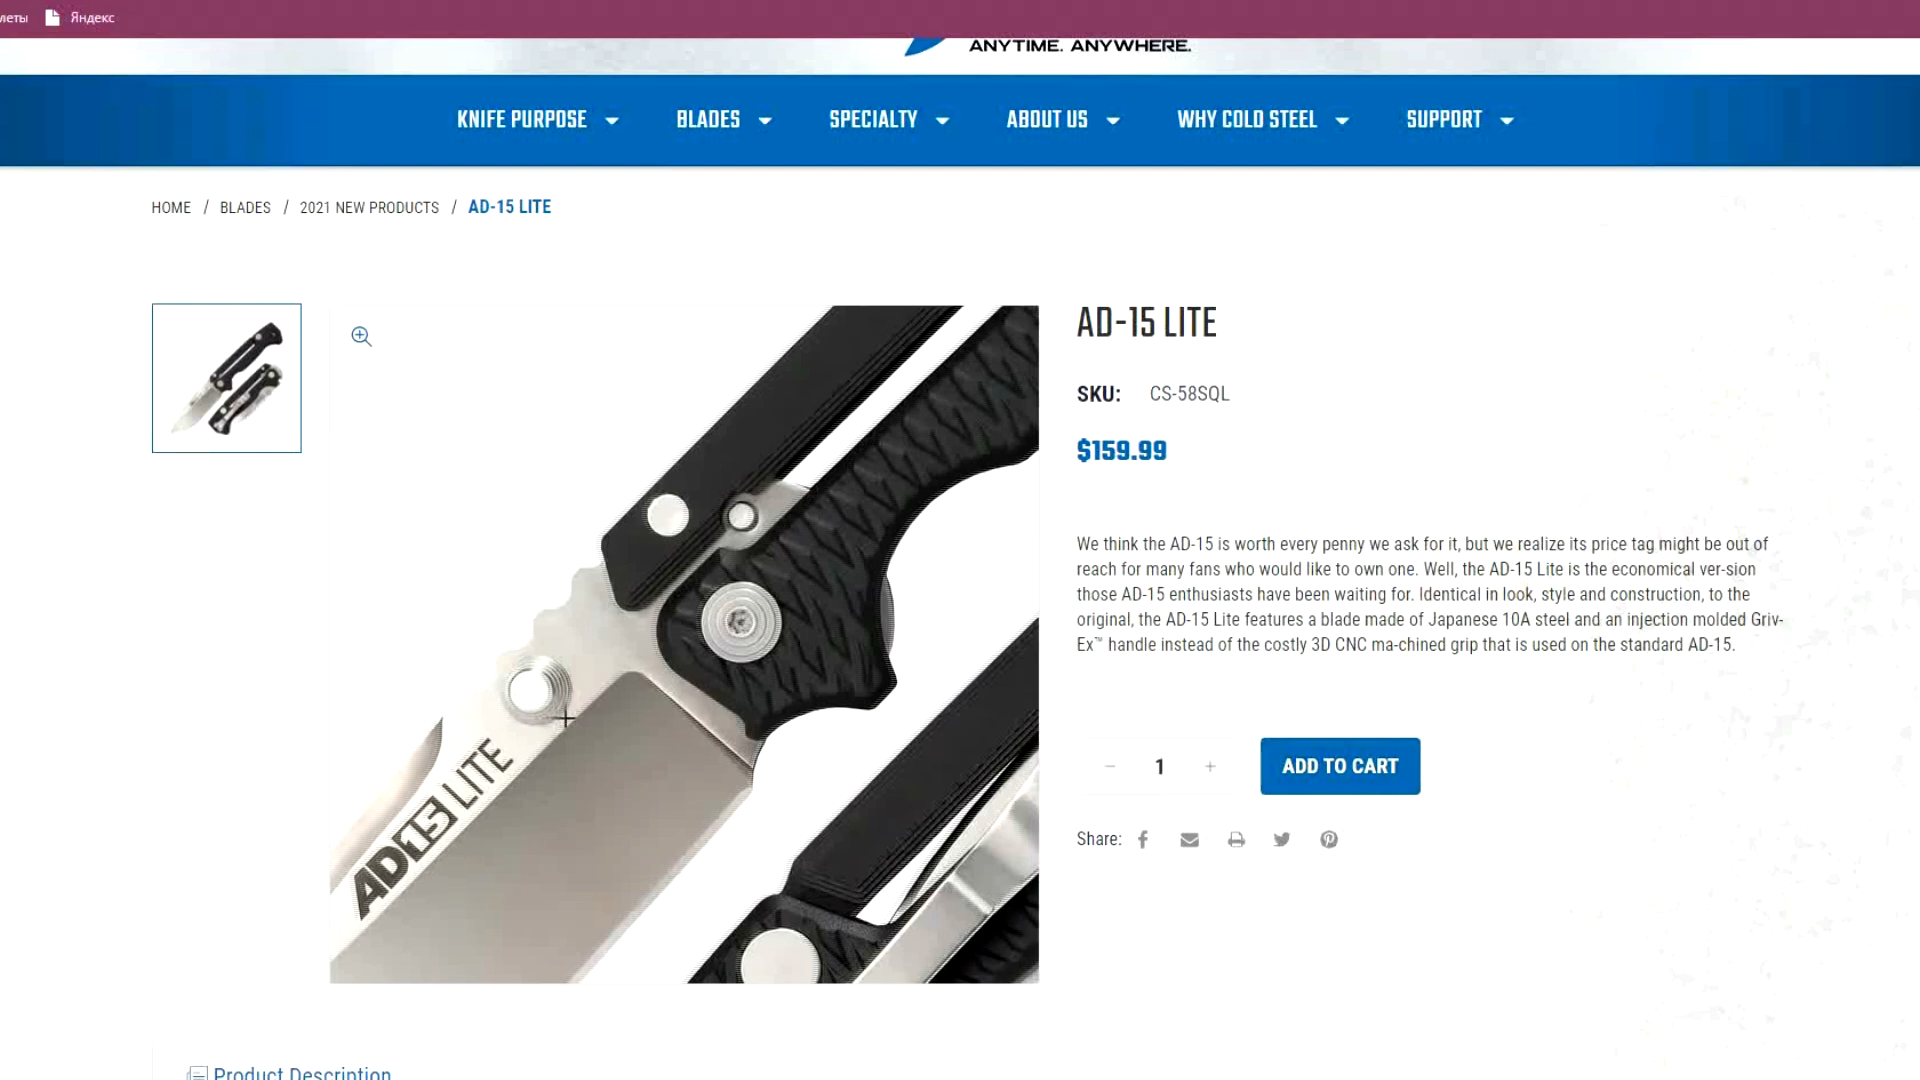 Яндекс
ANYTIME. ANYWHERE.
KNIFE PURPOSE BLADES SPECIALTY ABOUT US WHY COLD STEEL SUPPORT
HOME / BLADES / 2021 NEW PRODUCTS / AD-15 LITE
AD-15 LITE
SKU: CS-58SQL
$159.99
We think the AD-15 is worth every penny we ask for it, but we realize its price tag might be out of
reach for many fans who would like to own one. Well, the AD-15 Lite is the economical ver-sion
those AD-15 enthusiasts have been waiting for. Identical in look, style and construction, to the
original, the AD-15 Lite features a blade made of Japanese 10A steel and an injection molded Griv-
Ex™ handle instead of the costly 3D CNC ma-chined grip that is used on the standard AD-15.
− 1 + ADD TO CART
Share:
AD15 LITE
Product Description